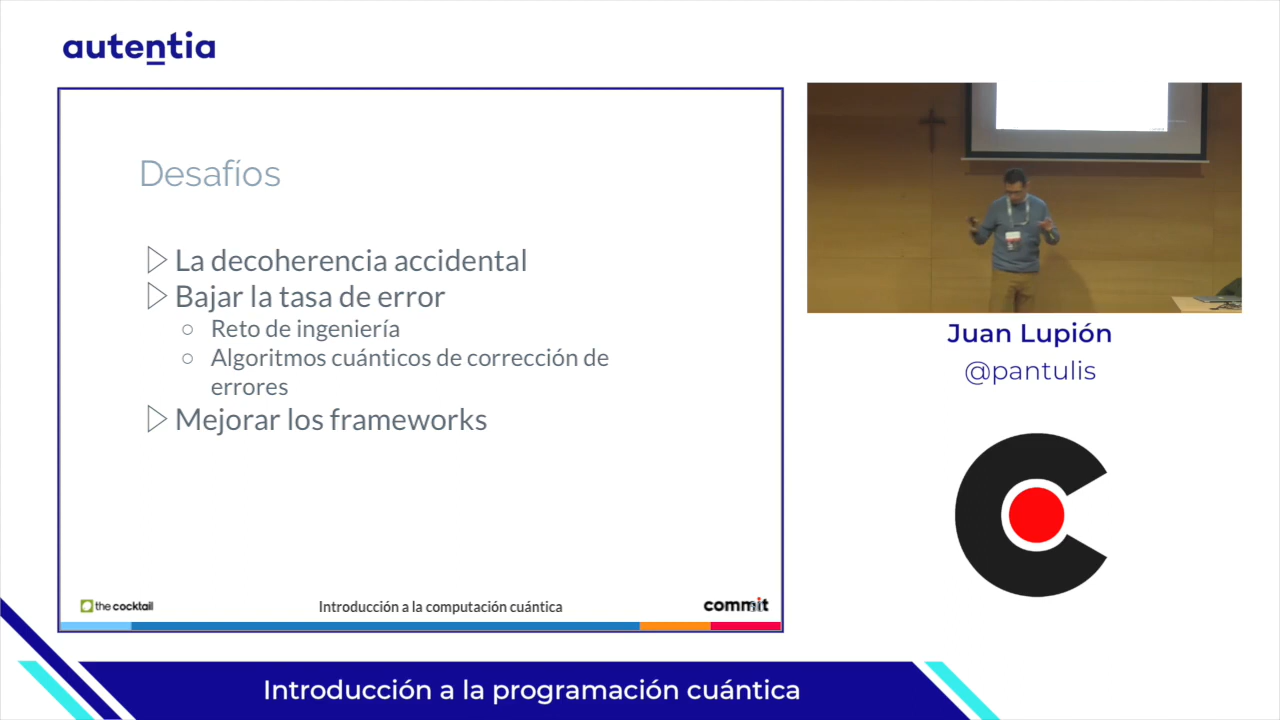 autentia
Desafíos
La decoherencia accidental
Bajar la tasa de error
Reto de ingeniería
Algoritmos cuánticos de corrección de
errores
Mejorar los frameworks
the cocktail
Introducción a la computación cuántica
commit
Juan Lupión
@pantulis
Introducción a la programación cuántica